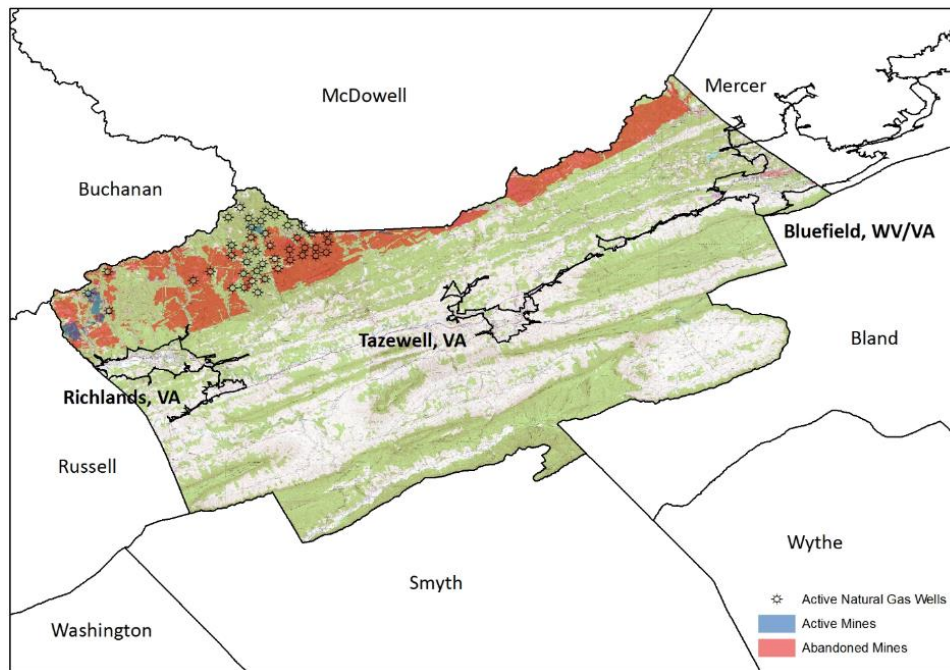 McDowell
Mercer
Buchanan
Bluefield, WV/VA
Tazewell, VA
Bland
Richlands, VA
Russell
Wythe
Smyth
Washington
Active Natural Gas Wells
Active Mines
Abandoned Mines